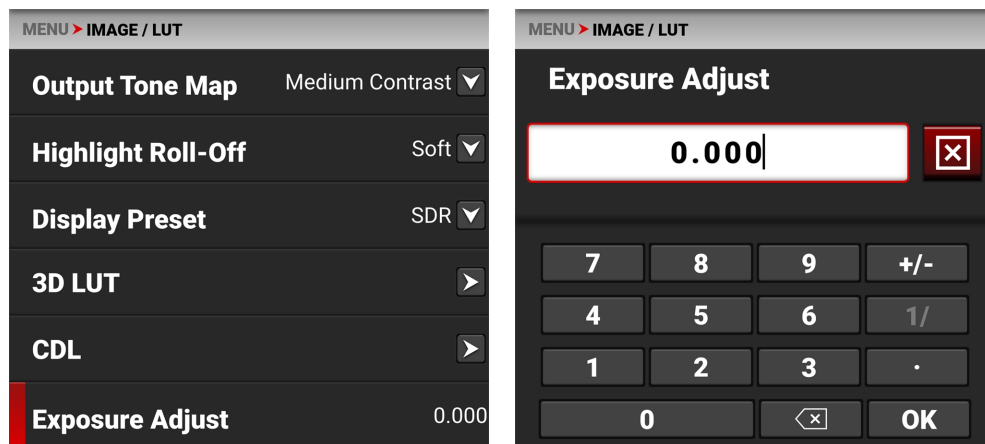 MENU ➤ IMAGE / LUT
Output Tone Map Medium Contrast
Highlight Roll-Off Soft
Display Preset SDR
3D LUT
CDL
Exposure Adjust 0.000
MENU ➤ IMAGE / LUT
Exposure Adjust
0.000
7 8 9 +/-
4 5 6 1/
1 2 3 .
0 OK